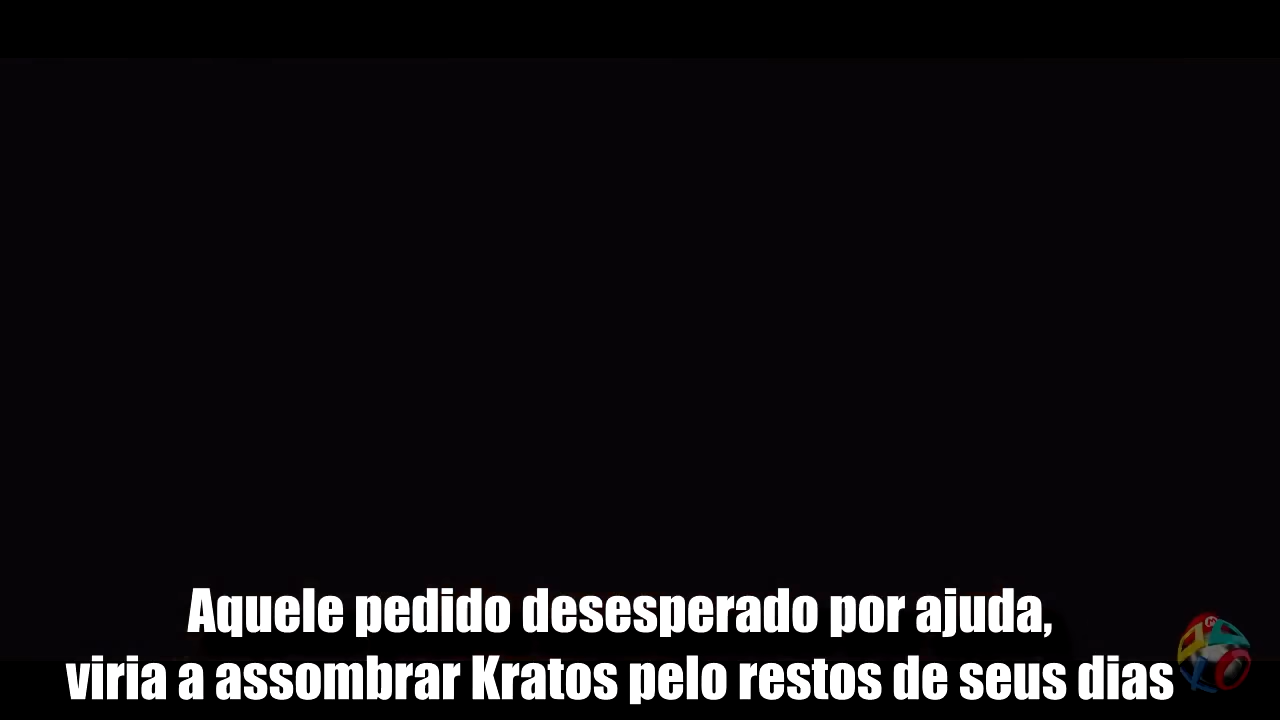 Aquele pedido desesperado por ajuda,
viria a assombrar Kratos pelo restos de seus dias